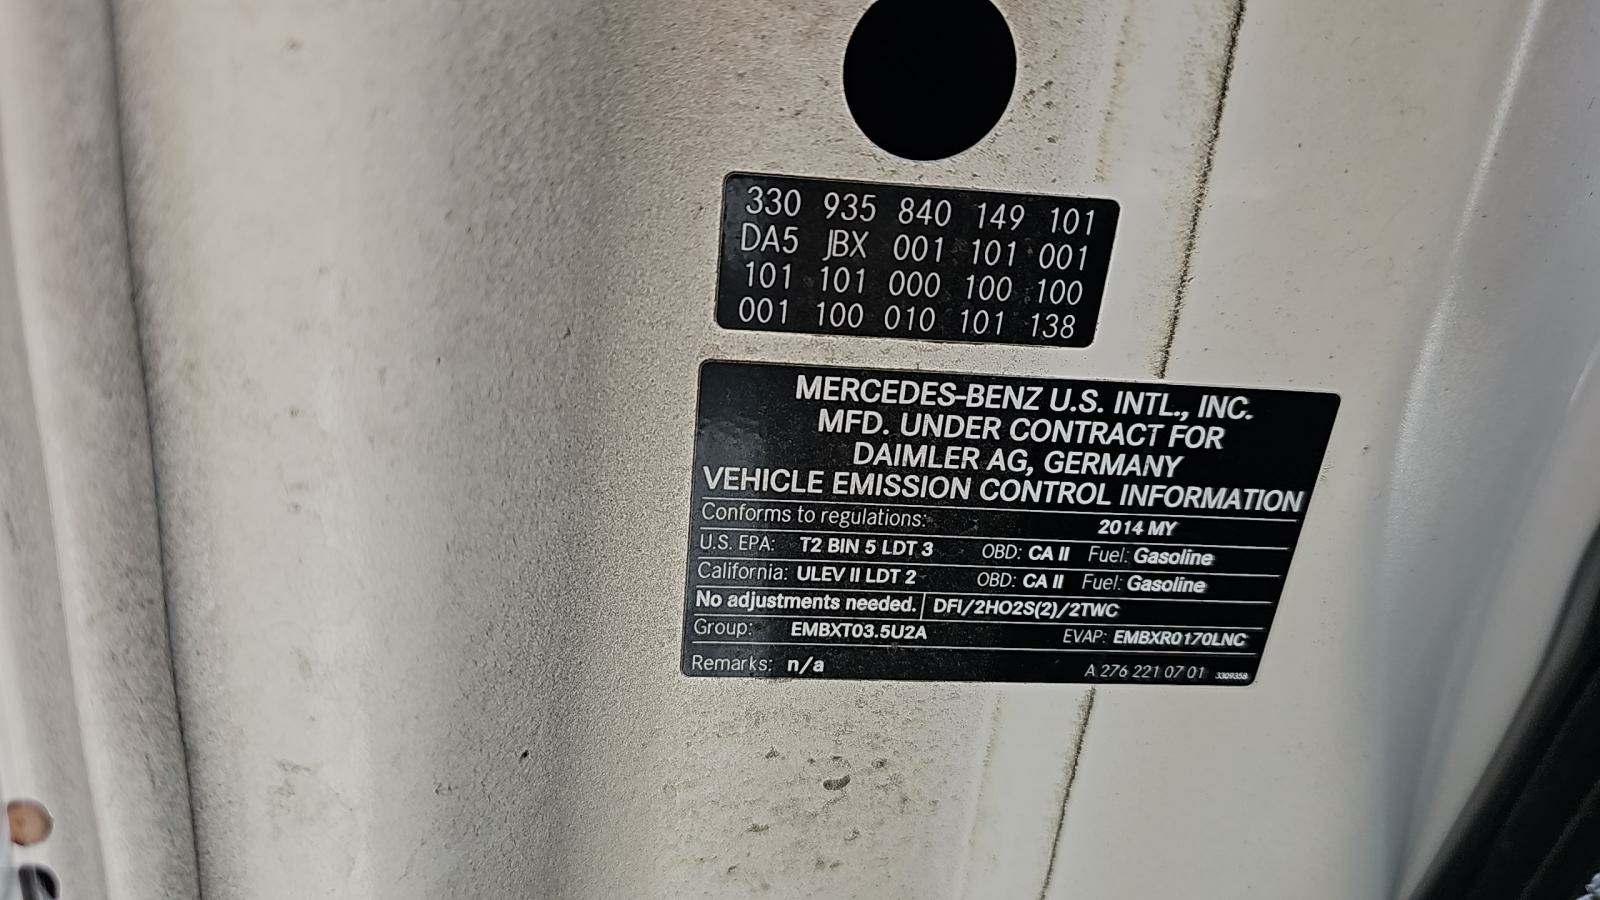 330 935 840 149 101
DA5 JBX 001 101 001
101 101 000 100 100
001 100 010 101 138
MERCEDES-BENZ U.S. INTL., INC.
MFD. UNDER CONTRACT FOR
DAIMLER AG, GERMANY
VEHICLE EMISSION CONTROL INFORMATION
Conforms to regulations: 2014 MY
U.S. EPA: T2 BIN 5 LDT 3 OBD: CA II Fuel: Gasoline
California: ULEV II LDT 2 OBD: CA II Fuel: Gasoline
No adjustments needed. DFI/2HO2S(2)/2TWC
Group: EMBXT03.5U2A EVAP: EMBXR0170LNC
Remarks: n/a A 276 221 07 01 3309358